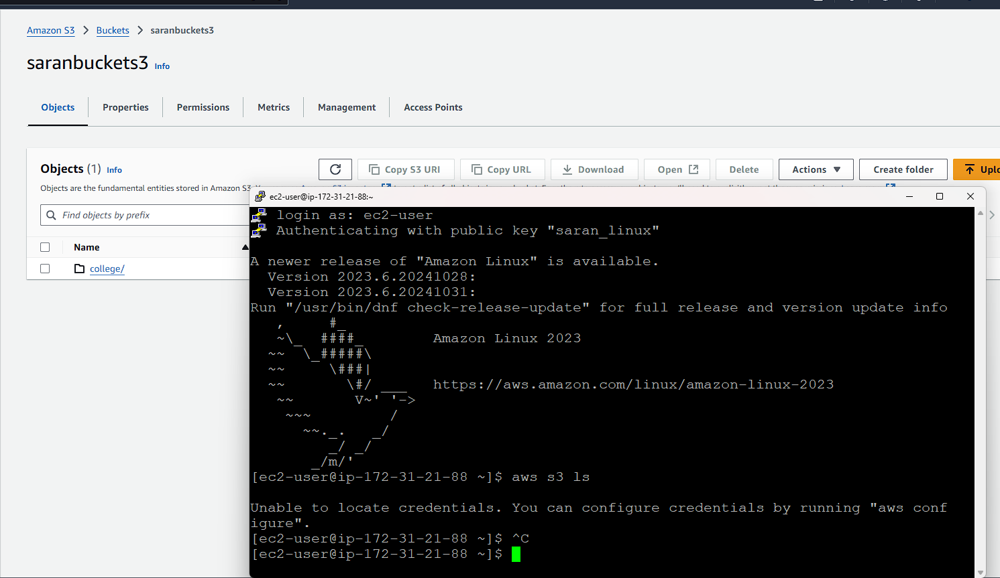 Amazon S3 > Buckets > saranbuckets3
saranbuckets3 Info
Objects Properties Permissions Metrics Management Access Points
Objects (1) Info
Copy S3 URI Copy URL Download Open Delete Actions Create folder
Objects are the fundamental entities stored in Amazon S3
Find objects by prefix
Name
college/
ec2-user@ip-172-31-21-88:~
login as: ec2-user
Authenticating with public key "saran_linux"
A newer release of "Amazon Linux" is available.
Version 2023.6.20241028:
Version 2023.6.20241031:
Run "/usr/bin/dnf check-release-update" for full release and version update info
,     #_
~\_  ####_        Amazon Linux 2023
~~  \_#####\
~~     \###|
~~       \#/ ___   https://aws.amazon.com/linux/amazon-linux-2023
~~       V~' '->
~~~         /
~~._.   _/
_/ _/
_/m/'
[ec2-user@ip-172-31-21-88 ~]$ aws s3 ls
Unable to locate credentials. You can configure credentials by running "aws conf
igure".
[ec2-user@ip-172-31-21-88 ~]$ ^C
[ec2-user@ip-172-31-21-88 ~]$